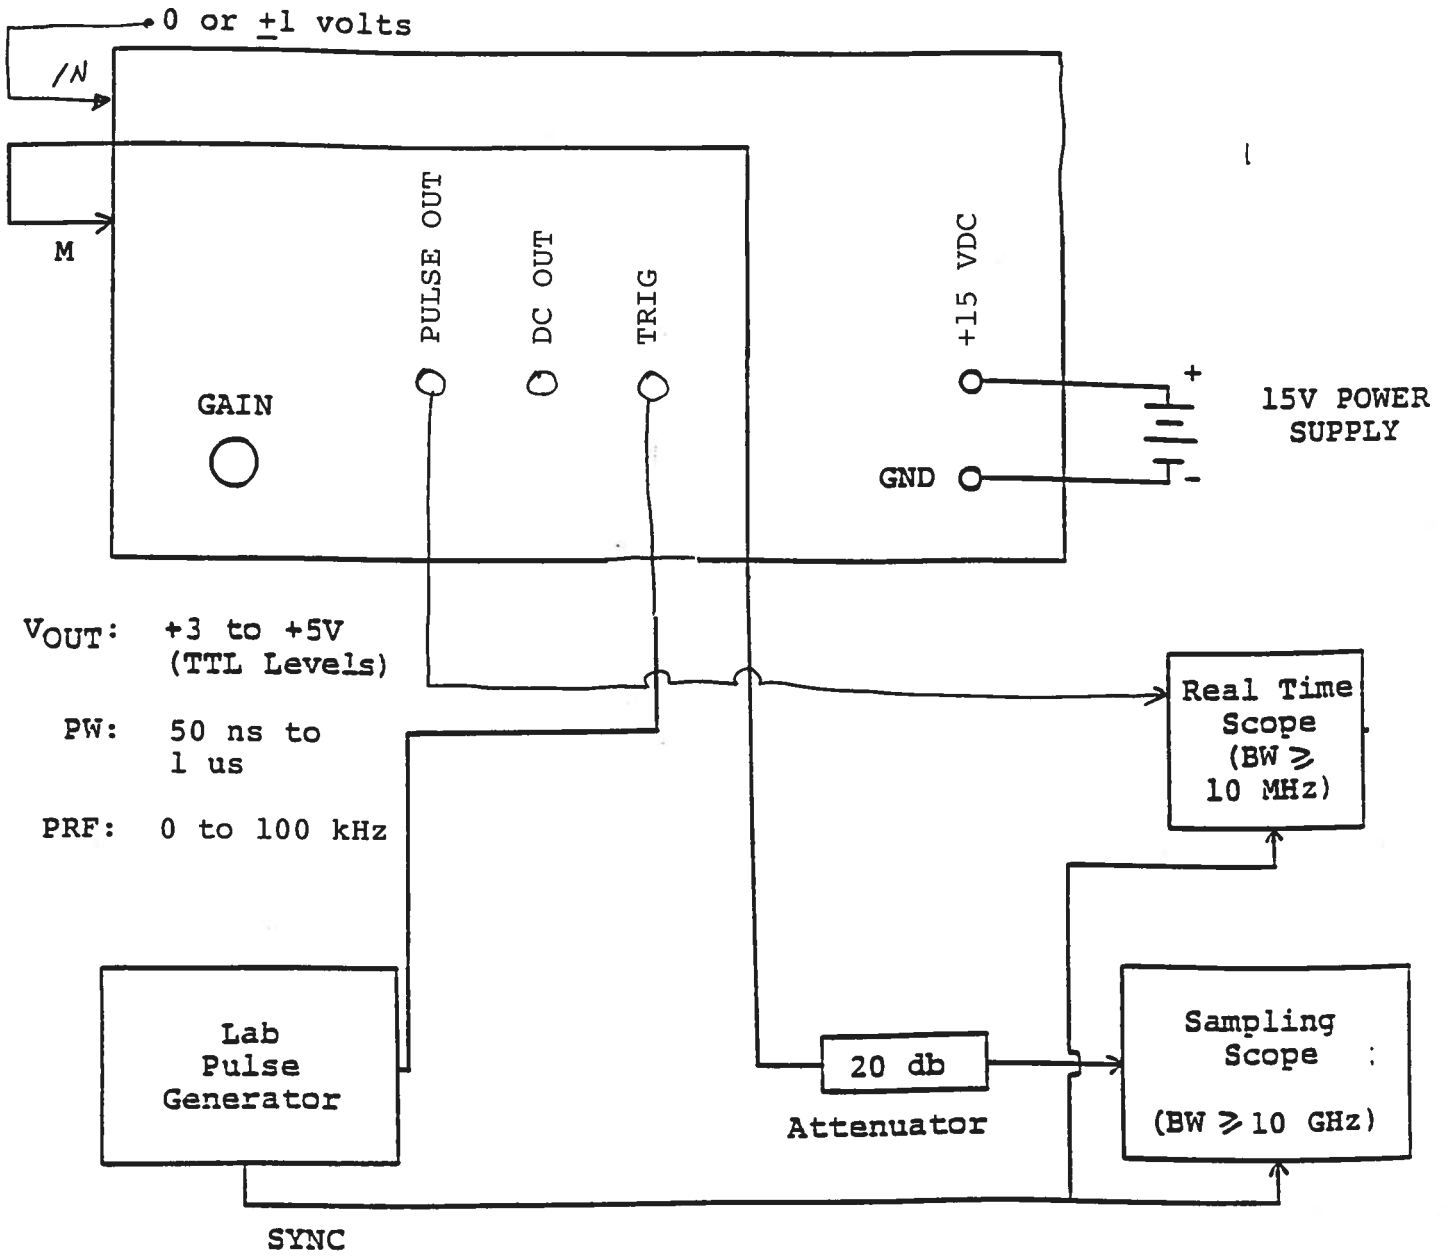 0 or ±1 volts
/N
M
PULSE OUT
DC OUT
TRIG
+15 VDC
GAIN
GND
+
-
15V POWER
SUPPLY
VOUT: +3 to +5V
(TTL Levels)
PW: 50 ns to
1 us
PRF: 0 to 100 kHz
Real Time
Scope
(BW ⩾
10 MHz)
Lab
Pulse
Generator
20 db
Attenuator
Sampling
Scope
(BW ⩾ 10 GHz)
SYNC